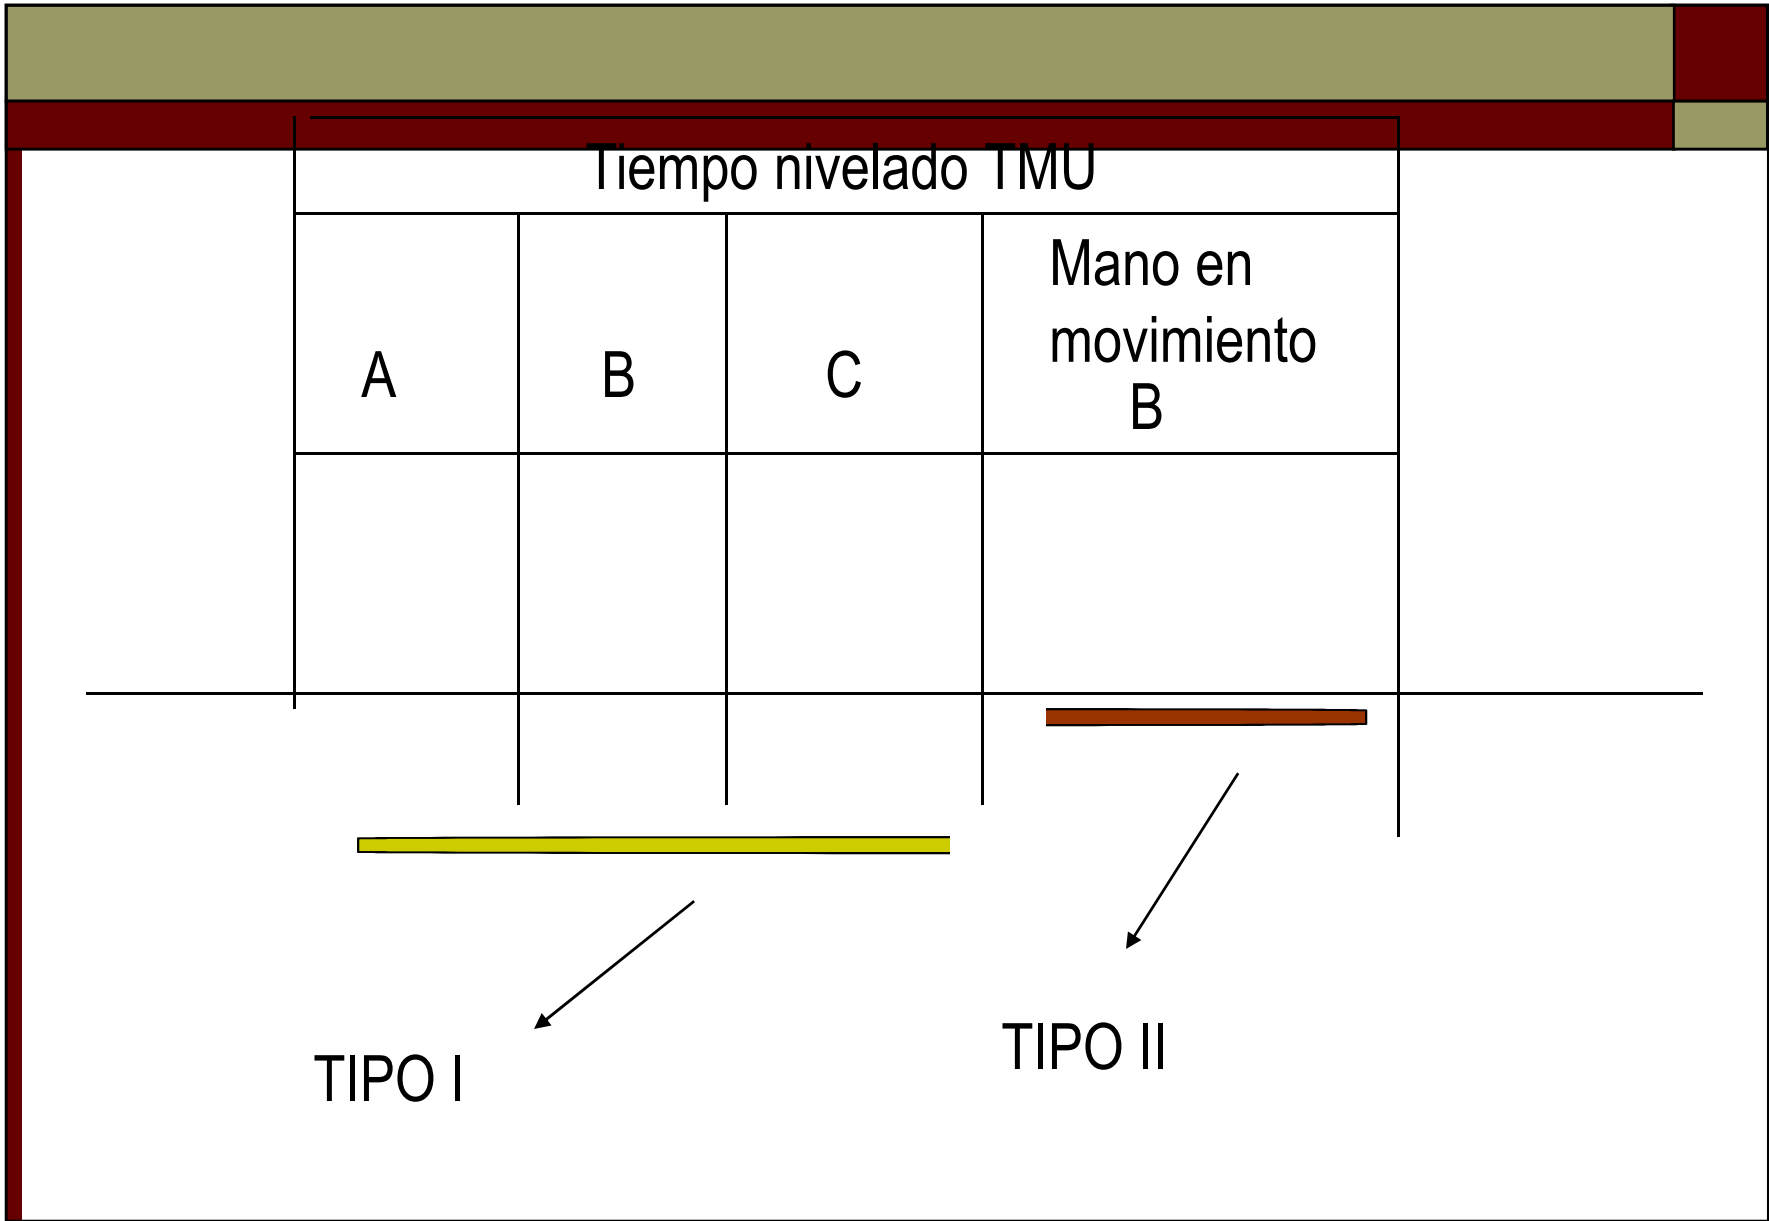 Tiempo nivelado TMU
Mano en
movimiento
A B C B
TIPO I
TIPO II